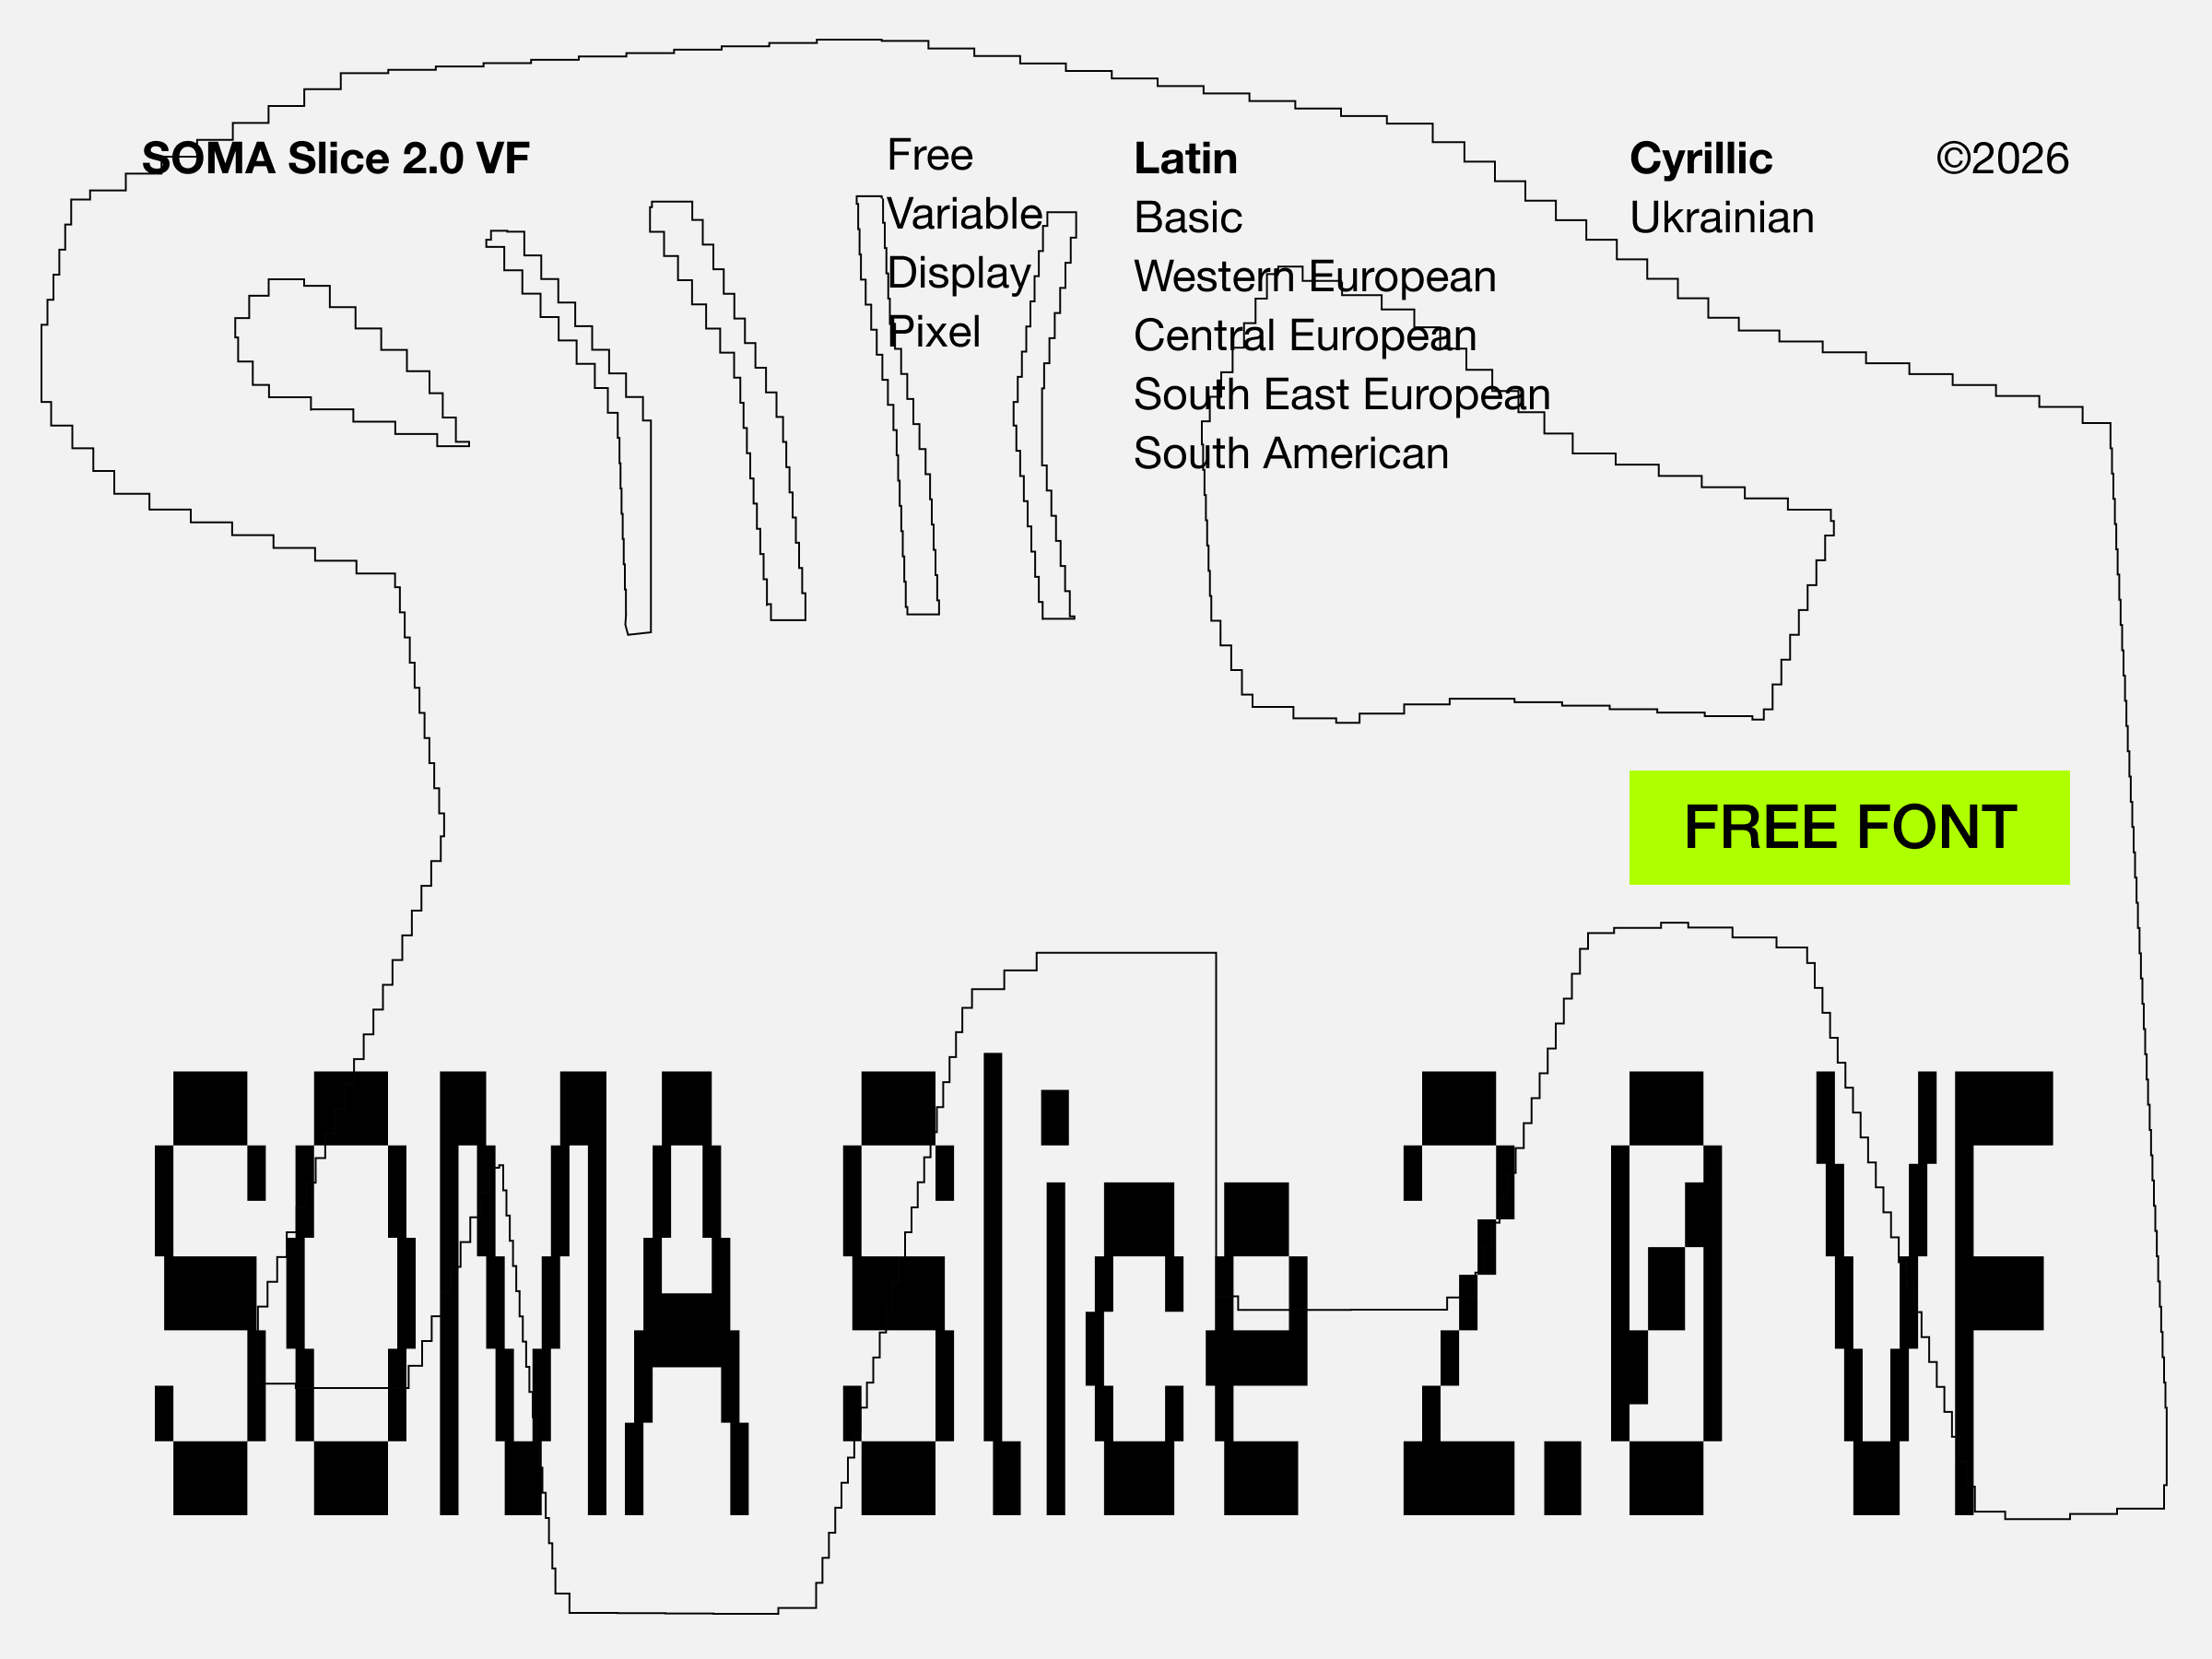 SOMA Slice 2.0 VF
Free
Variable
Display
Pixel
Latin
Basic
Western European
Central European
South East European
South American
Cyrillic
Ukrainian
©2026
FREE FONT
SOMA Slice 2.0 VF